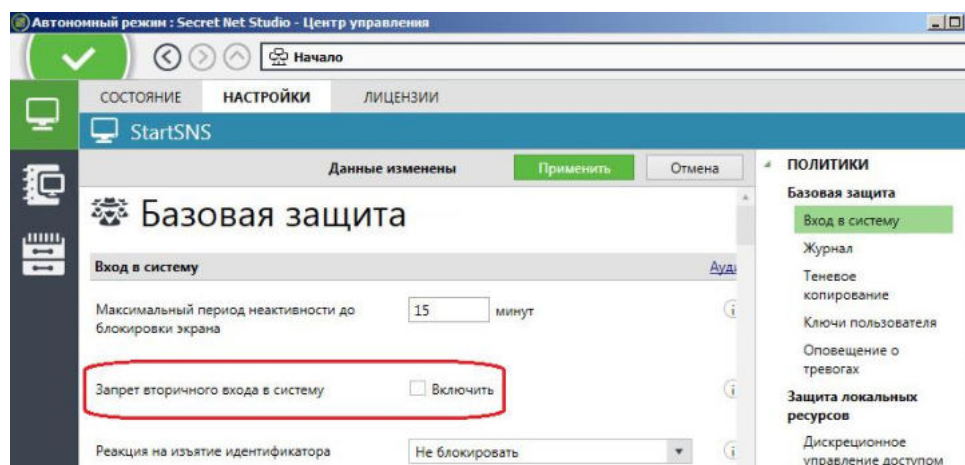 Автономный режим : Secret Net Studio - Центр управления
Начало
СОСТОЯНИЕ НАСТРОЙКИ ЛИЦЕНЗИИ
StartSNS
Данные изменены Применить Отмена
Базовая защита
Вход в систему
Максимальный период неактивности до
блокировки экрана
15 минут
Запрет вторичного входа в систему Включить
Реакция на изъятие идентификатора Не блокировать
ПОЛИТИКИ
Базовая защита
Вход в систему
Журнал
Теневое
копирование
Ключи пользователя
Оповещение о
тревогах
Защита локальных
ресурсов
Дискреционное
управление доступом